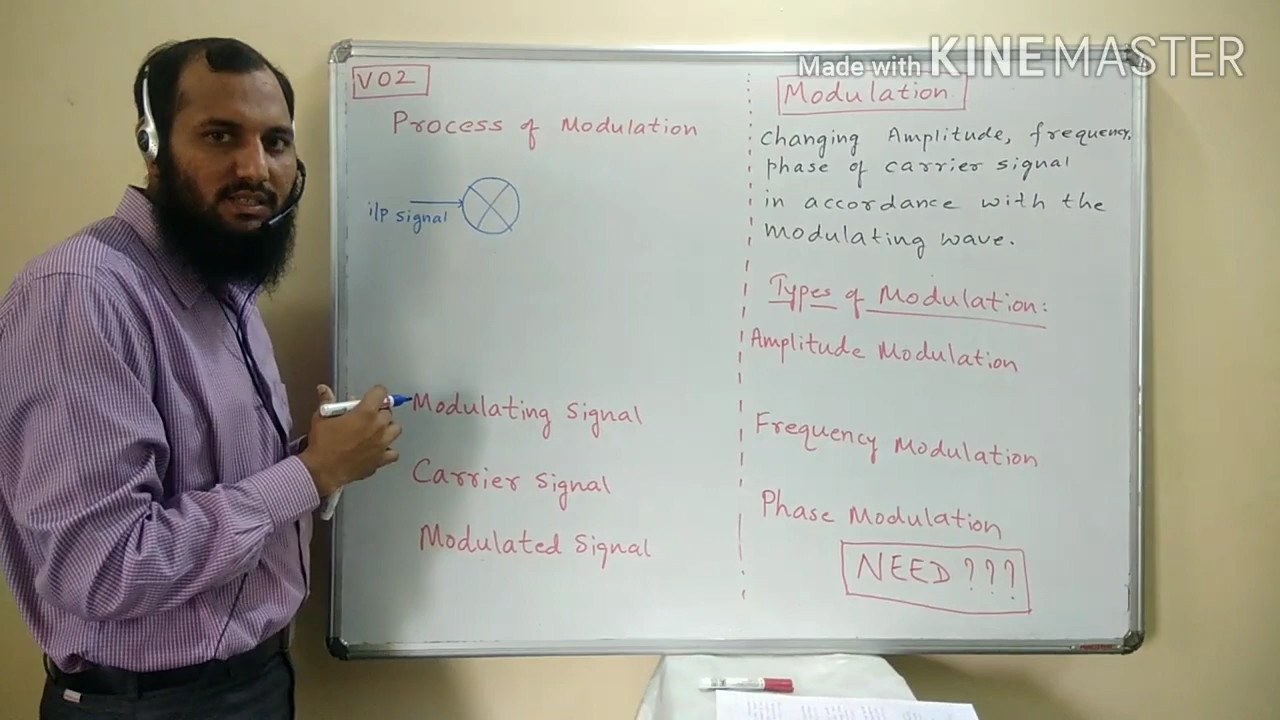 Made with KINEMASTER
V02
Process of Modulation
i/p signal
Modulating Signal
Carrier Signal
Modulated Signal
Modulation
Changing Amplitude, frequency,
phase of carrier signal
in accordance with the
modulating wave.
Types of Modulation:
Amplitude Modulation
Frequency Modulation
Phase Modulation
NEED ???